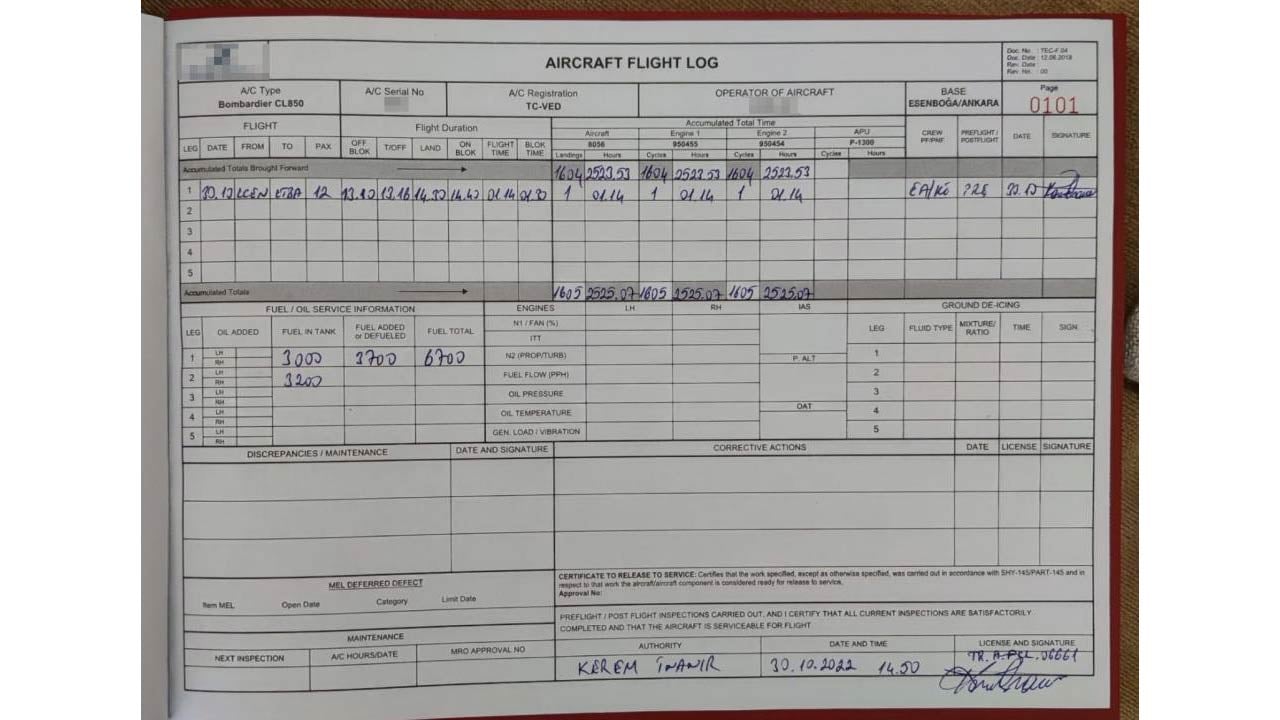 AIRCRAFT FLIGHT LOG
Doc. No. : TEC-F 04
Doc. Date : 12.06.2018
Rev. Date :
Rev. No. : 00
A/C Type
Bombardier CL850
A/C Serial No
A/C Registration
TC-VED
OPERATOR OF AIRCRAFT
BASE
ESENBOĞA/ANKARA
Page
0101
FLIGHT
Flight Duration
Accumulated Total Time
Aircraft Engine 1 Engine 2 APU
8056 950455 950454 P-1300
LEG DATE FROM TO PAX OFF BLOK T/OFF LAND ON BLOK FLIGHT TIME BLOK TIME Landings Hours Cycles Hours Cycles Hours Cycles Hours CREW PF/PNF PREFLIGHT / POSTFLIGHT DATE SIGNATURE
Accumulated Totals Brought Forward 1604 2523.53 1604 2523.53 1604 2523.53
1 30.10 LCEN LTBA 12 13.10 13.16 14.30 14.40 01.14 01.30 1 01.14 1 01.14 1 01.14 EA/KĖ PRE 30.10
2
3
4
5
Accumulated Totals 1605 2525.07 1605 2525.07 1605 2525.07
FUEL / OIL SERVICE INFORMATION ENGINES LH RH IAS GROUND DE-ICING
LEG OIL ADDED FUEL IN TANK FUEL ADDED or DEFUELED FUEL TOTAL
N1 / FAN (%)
ITT
N2 (PROP/TURB)
FUEL FLOW (PPH)
OIL PRESSURE
OIL TEMPERATURE
GEN. LOAD / VIBRATION
P. ALT
OAT
LEG FLUID TYPE MIXTURE/ RATIO TIME SIGN.
1 LH RH 3000 3700 6700
2 LH RH 3200
3 LH RH
4 LH RH
5 LH RH
1
2
3
4
5
DISCREPANCIES / MAINTENANCE DATE AND SIGNATURE CORRECTIVE ACTIONS DATE LICENSE SIGNATURE
MEL DEFERRED DEFECT
Item MEL Open Date Category Limit Date
CERTIFICATE TO RELEASE TO SERVICE: Certifies that the work specified, except as otherwise specified, was carried out in accordance with SHY-145/PART-145 and in
respect to that work the aircraft/aircraft component is considered ready for release to service.
Approval No:
PREFLIGHT / POST FLIGHT INSPECTIONS CARRIED OUT, AND I CERTIFY THAT ALL CURRENT INSPECTIONS ARE SATISFACTORILY
COMPLETED AND THAT THE AIRCRAFT IS SERVICEABLE FOR FLIGHT
MAINTENANCE
NEXT INSPECTION A/C HOURS/DATE MRO APPROVAL NO
AUTHORITY DATE AND TIME LICENSE AND SIGNATURE
KEREM İNANIR 30.10.2022 14.50 TR.A.PGL.06661